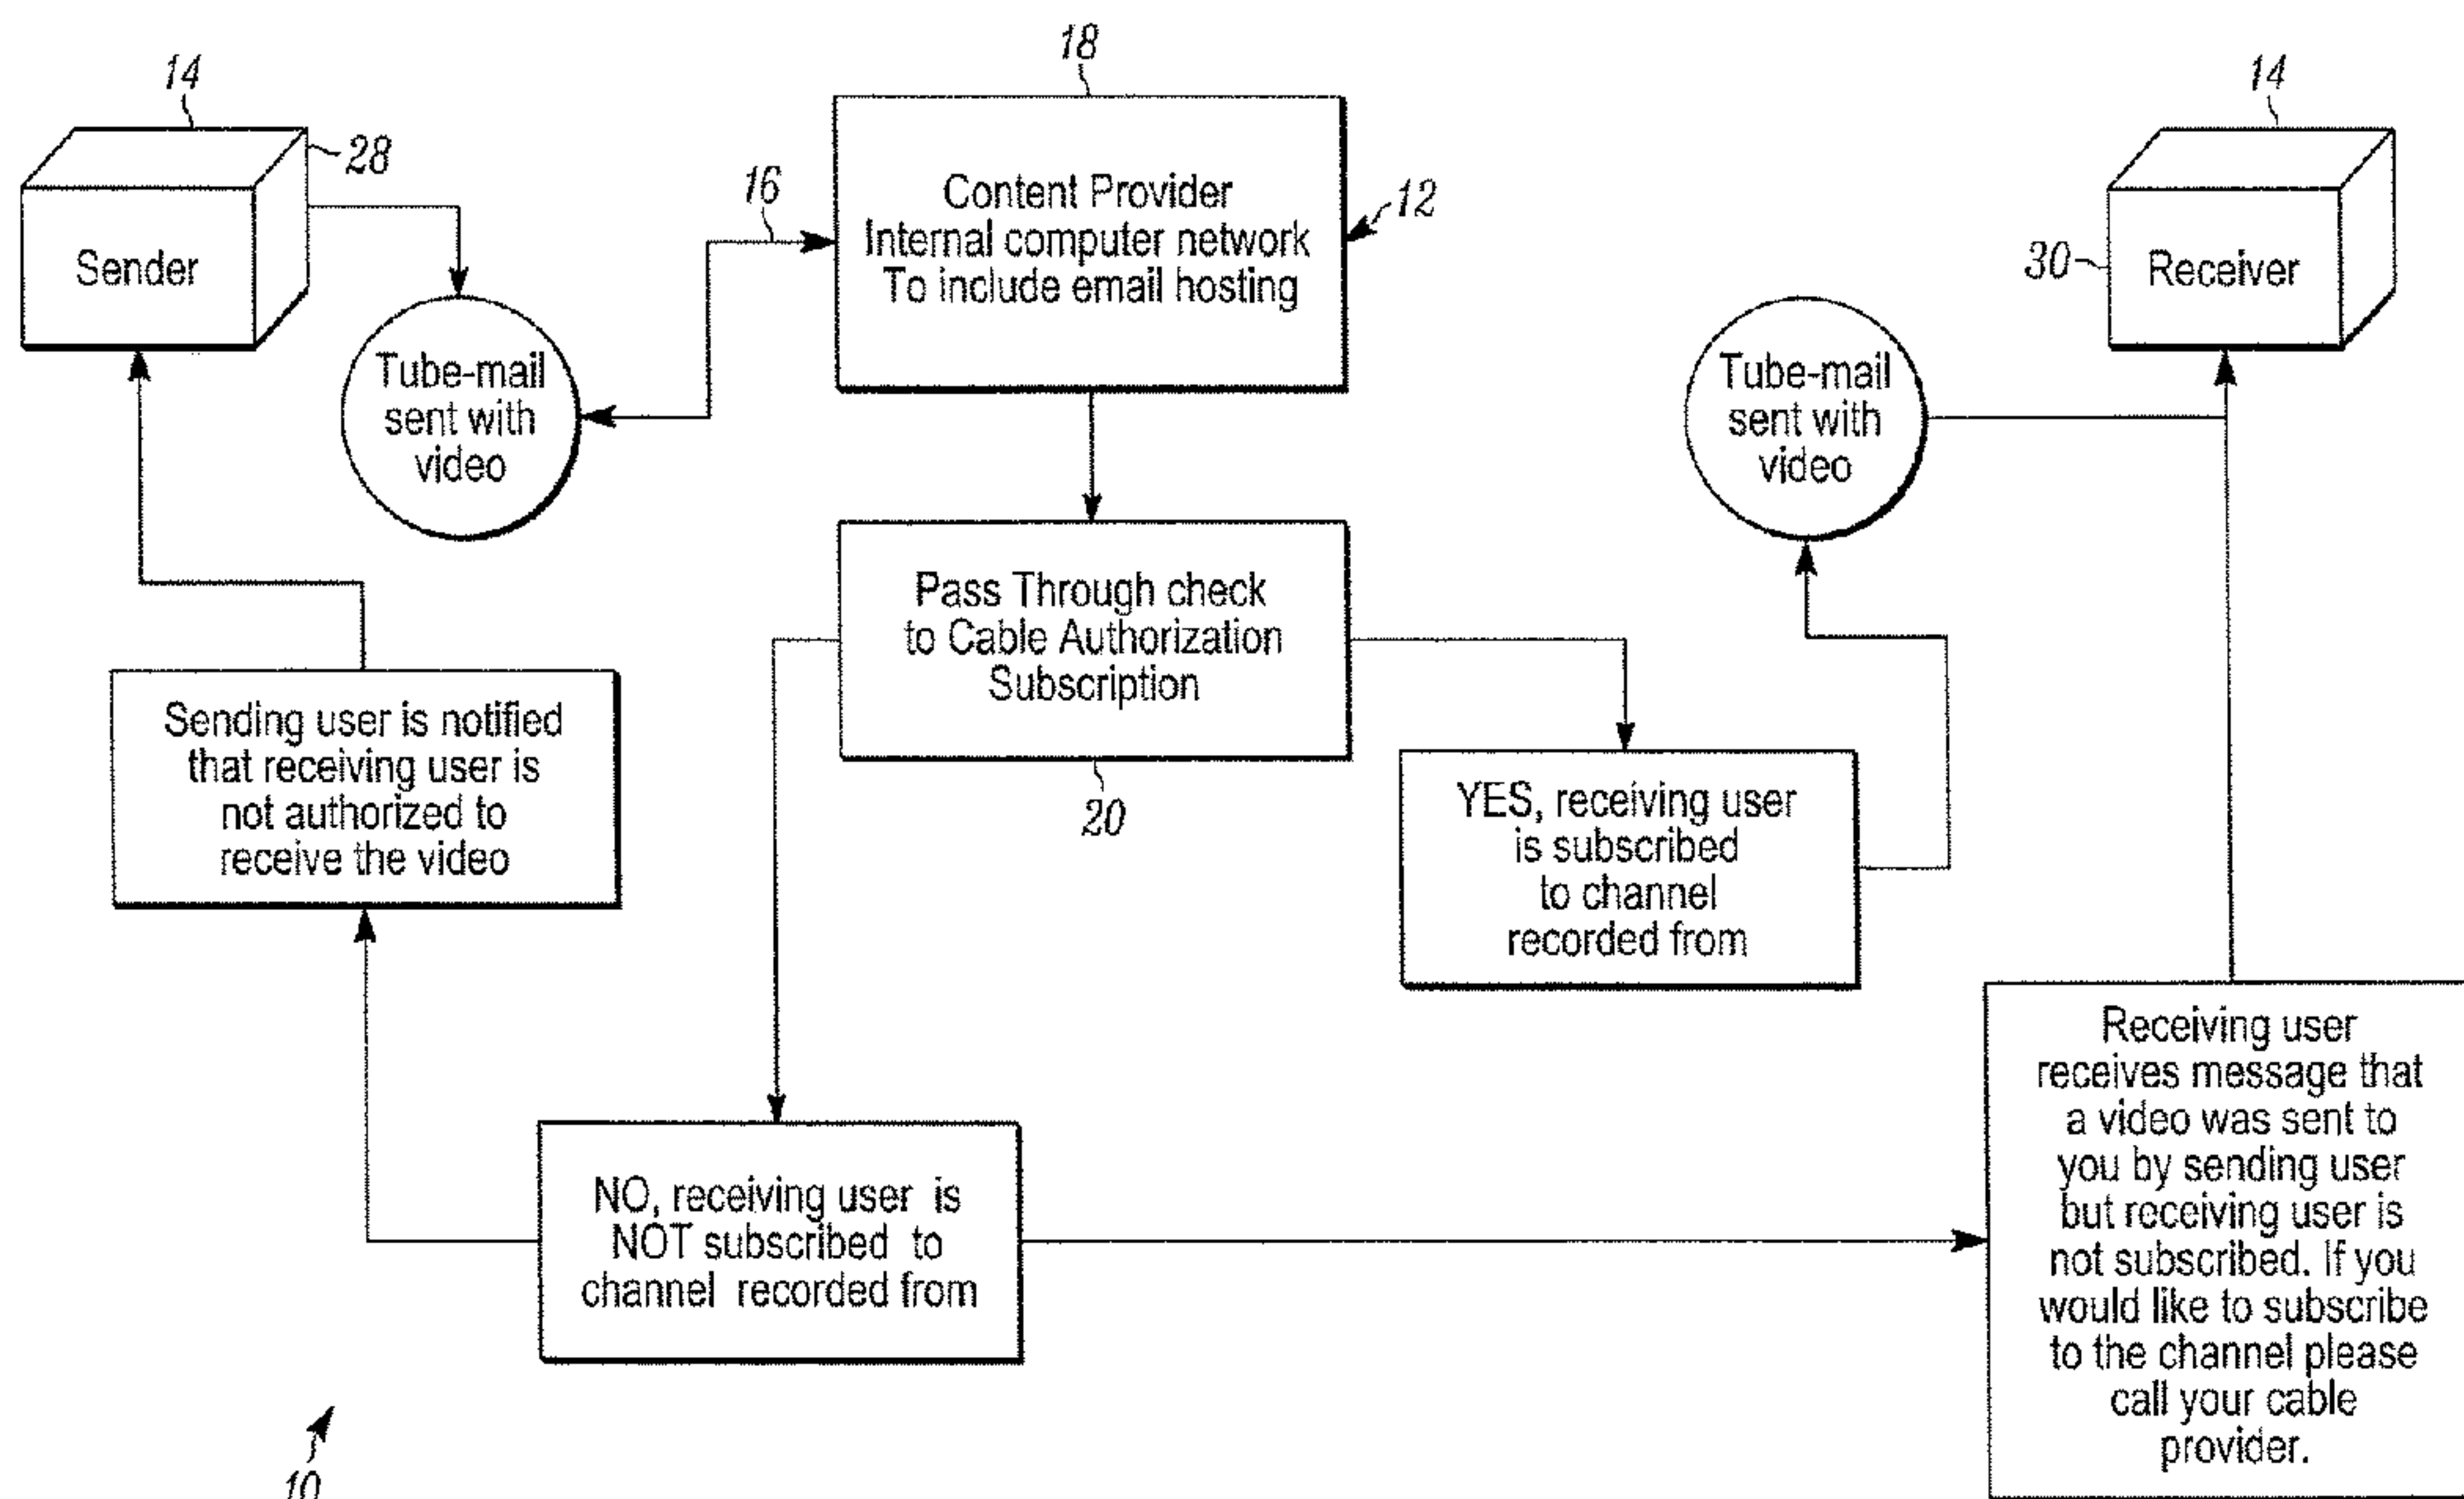 14
28
Sender
Tube-mail
sent with
video
16
18
Content Provider
Internal computer network
To include email hosting
12
14
30
Receiver
Tube-mail
sent with
video
Pass Through check
to Cable Authorization
Subscription
20
Sending user is notified
that receiving user is
not authorized to
receive the video
YES, receiving user
is subscribed
to channel
recorded from
NO, receiving user is
NOT subscribed to
channel recorded from
Receiving user
receives message that
a video was sent to
you by sending user
but receiving user is
not subscribed. If you
would like to subscribe
to the channel please
call your cable
provider.
10